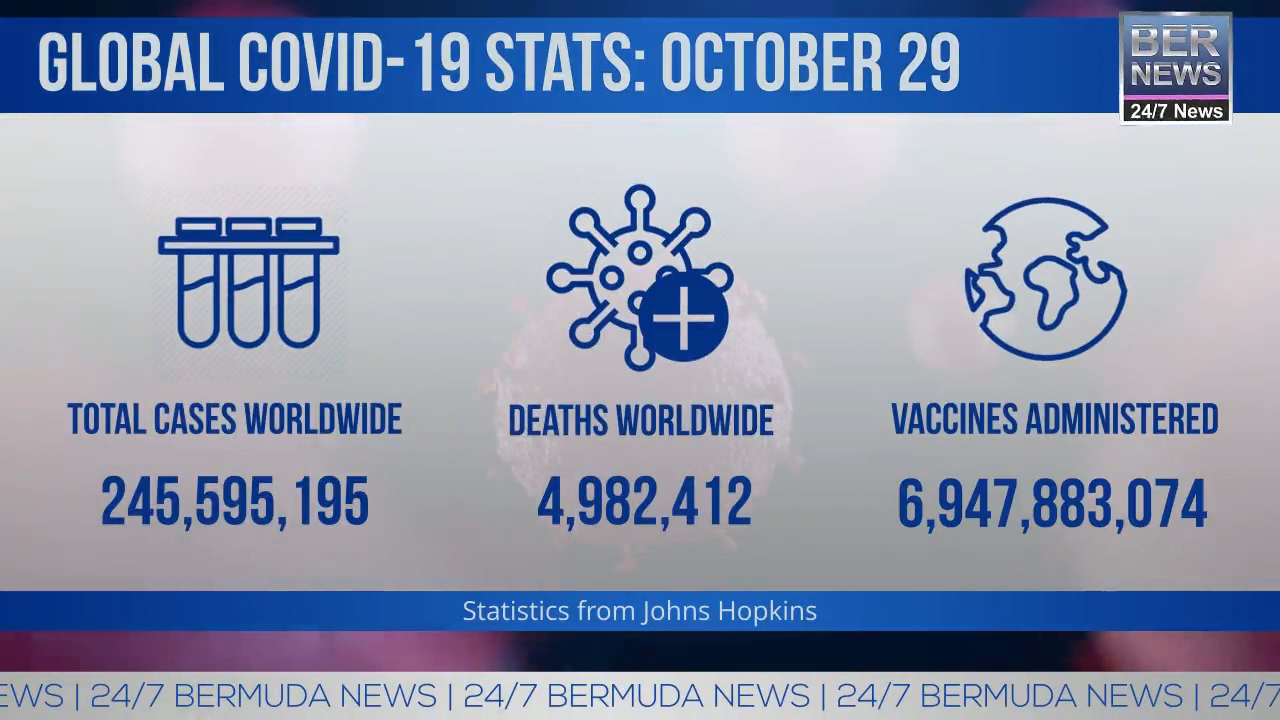 GLOBAL COVID-19 STATS: OCTOBER 29
BER
NEWS
24/7 News
TOTAL CASES WORLDWIDE
DEATHS WORLDWIDE
VACCINES ADMINISTERED
245,595,195
4,982,412
6,947,883,074
Statistics from Johns Hopkins
EWS | 24/7 BERMUDA NEWS | 24/7 BERMUDA NEWS | 24/7 BERMUDA NEWS | 24/7